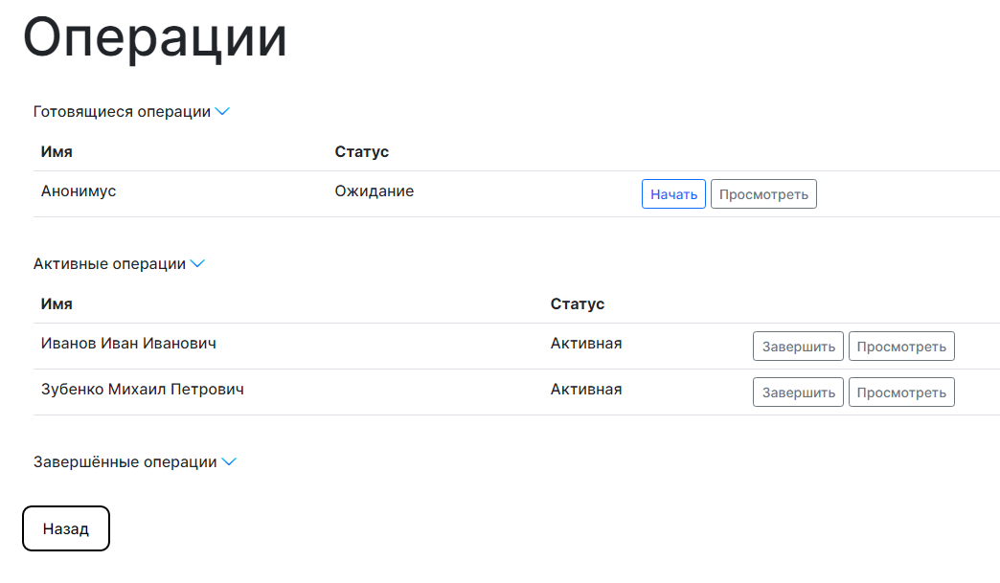 Операции
Готовящиеся операции
Имя Статус
Анонимус Ожидание Начать Просмотреть
Активные операции
Имя Статус
Иванов Иван Иванович Активная Завершить Просмотреть
Зубенко Михаил Петрович Активная Завершить Просмотреть
Завершённые операции
Назад